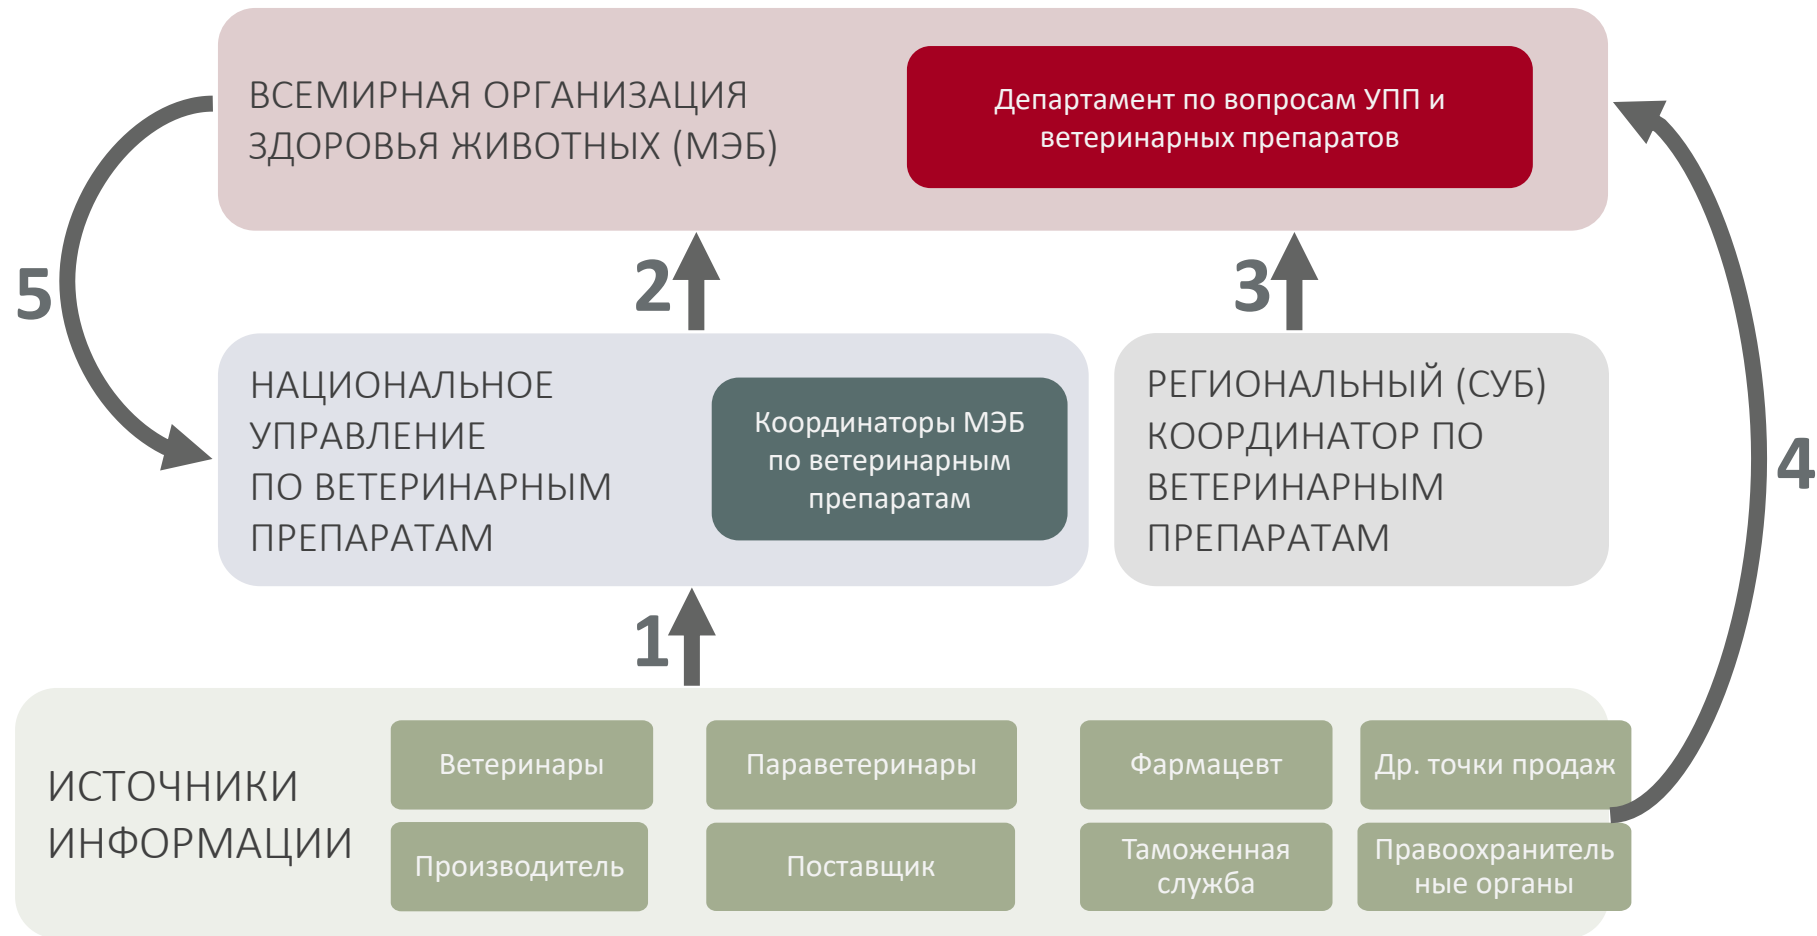 ВСЕМИРНАЯ ОРГАНИЗАЦИЯ
ЗДОРОВЬЯ ЖИВОТНЫХ (МЭБ)
Департамент по вопросам УПП и
ветеринарных препаратов
5
2
3
4
НАЦИОНАЛЬНОЕ
УПРАВЛЕНИЕ
ПО ВЕТЕРИНАРНЫМ
ПРЕПАРАТАМ
Координаторы МЭБ
по ветеринарным
препаратам
РЕГИОНАЛЬНЫЙ (СУБ)
КООРДИНАТОР ПО
ВЕТЕРИНАРНЫМ
ПРЕПАРАТАМ
1
ИСТОЧНИКИ
ИНФОРМАЦИИ
Ветеринары
Параветеринары
Фармацевт
Др. точки продаж
Производитель
Поставщик
Таможенная
служба
Правоохранитель
ные органы